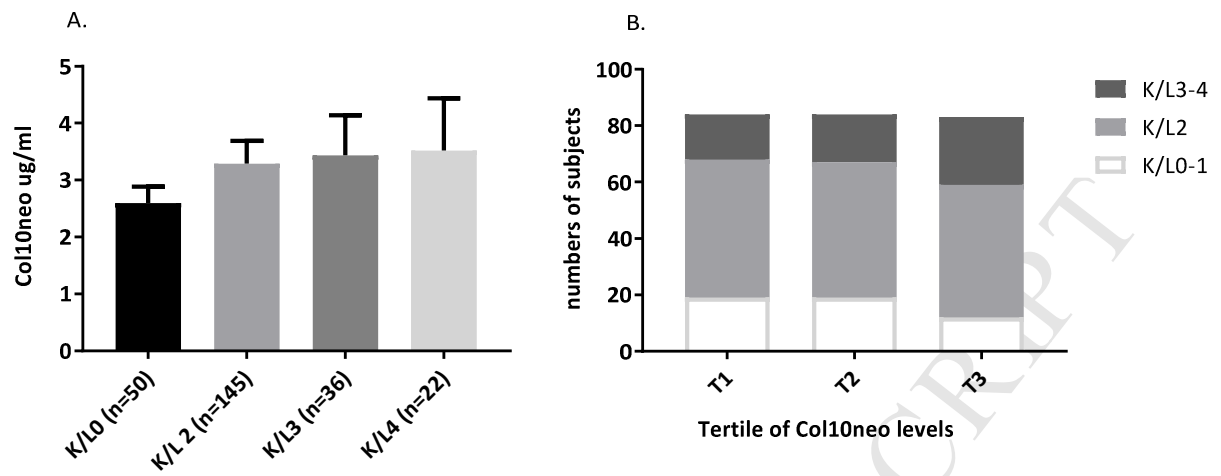 A.
5
4
3
2
1
0
Col10neo ug/ml
K/L0 (n=50)
K/L 2 (n=145)
K/L3 (n=36)
K/L4 (n=22)
B.
100
80
60
40
20
0
numbers of subjects
T1
T2
T3
Tertile of Col10neo levels
K/L3-4
K/L2
K/L0-1
CRIPT